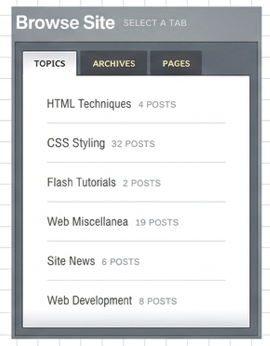 Browse Site SELECT A TAB
TOPICS ARCHIVES PAGES
HTML Techniques 4 POSTS
CSS Styling 32 POSTS
Flash Tutorials 2 POSTS
Web Miscellanea 19 POSTS
Site News 6 POSTS
Web Development 8 POSTS